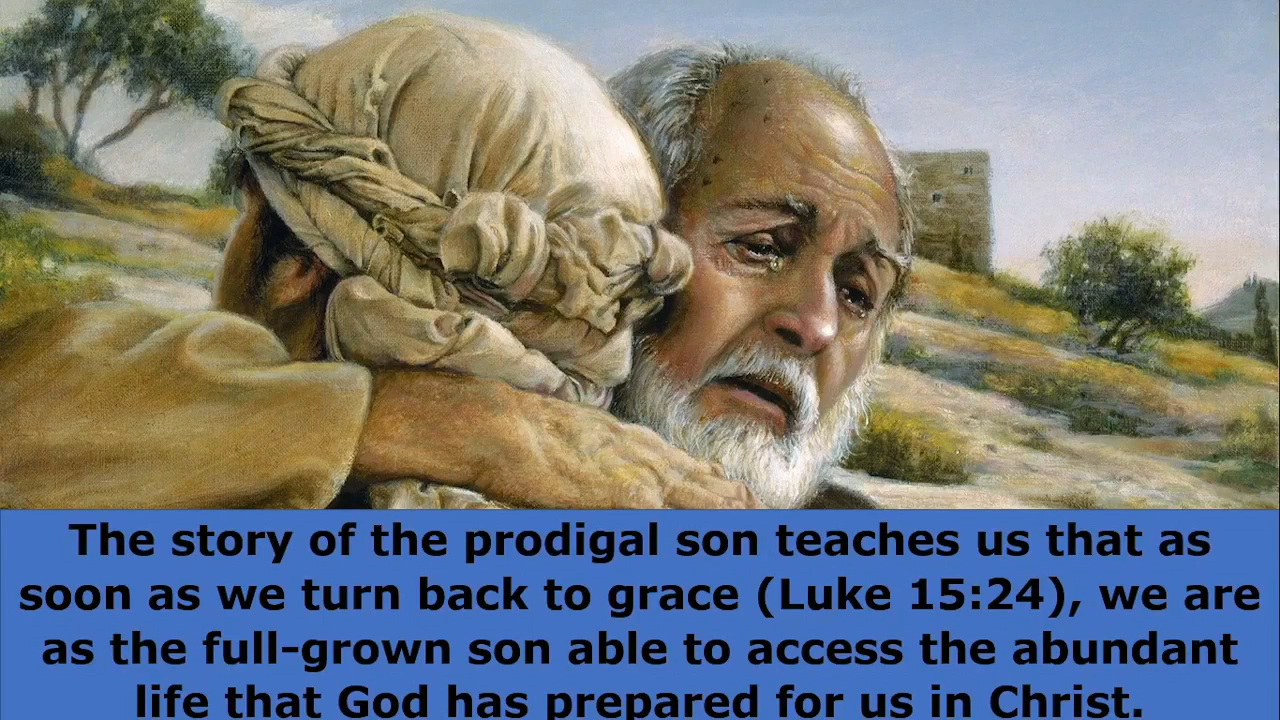 The story of the prodigal son teaches us that as
soon as we turn back to grace (Luke 15:24), we are
as the full-grown son able to access the abundant
life that God has prepared for us in Christ.